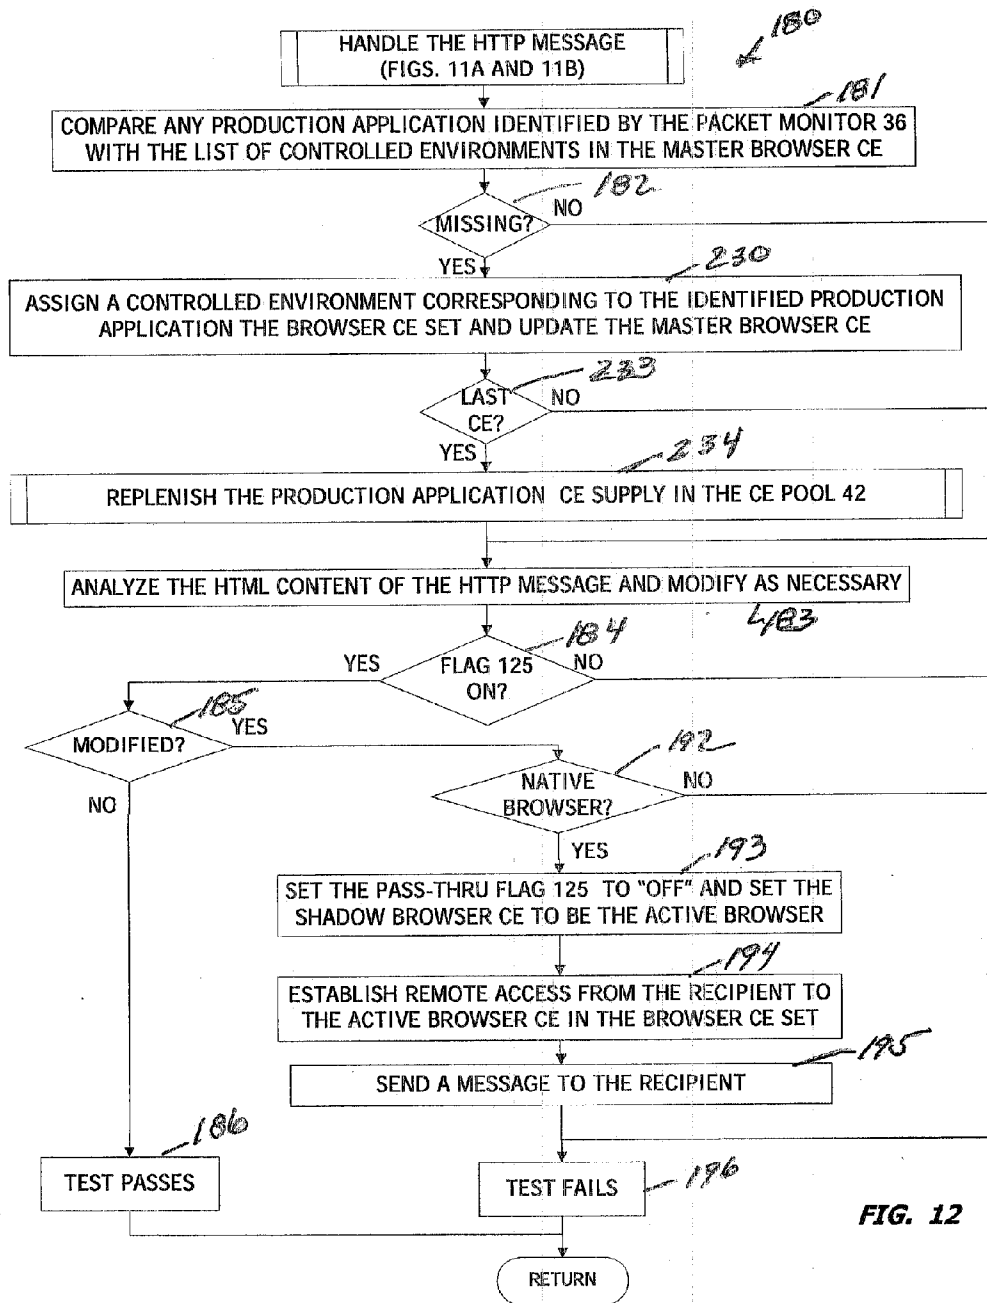 180
HANDLE THE HTTP MESSAGE
(FIGS. 11A AND 11B)
181
COMPARE ANY PRODUCTION APPLICATION IDENTIFIED BY THE PACKET MONITOR 36
WITH THE LIST OF CONTROLLED ENVIRONMENTS IN THE MASTER BROWSER CE
182
NO
MISSING?
YES
230
ASSIGN A CONTROLLED ENVIRONMENT CORRESPONDING TO THE IDENTIFIED PRODUCTION
APPLICATION THE BROWSER CE SET AND UPDATE THE MASTER BROWSER CE
233
LAST
CE?
NO
YES
234
REPLENISH THE PRODUCTION APPLICATION CE SUPPLY IN THE CE POOL 42
ANALYZE THE HTML CONTENT OF THE HTTP MESSAGE AND MODIFY AS NECESSARY
183
184
YES
FLAG 125
ON?
NO
185
YES
MODIFIED?
NO
192
NATIVE
BROWSER?
NO
YES
193
SET THE PASS-THRU FLAG 125 TO "OFF" AND SET THE
SHADOW BROWSER CE TO BE THE ACTIVE BROWSER
194
ESTABLISH REMOTE ACCESS FROM THE RECIPIENT TO
THE ACTIVE BROWSER CE IN THE BROWSER CE SET
195
SEND A MESSAGE TO THE RECIPIENT
186
TEST PASSES
TEST FAILS
196
FIG. 12
RETURN